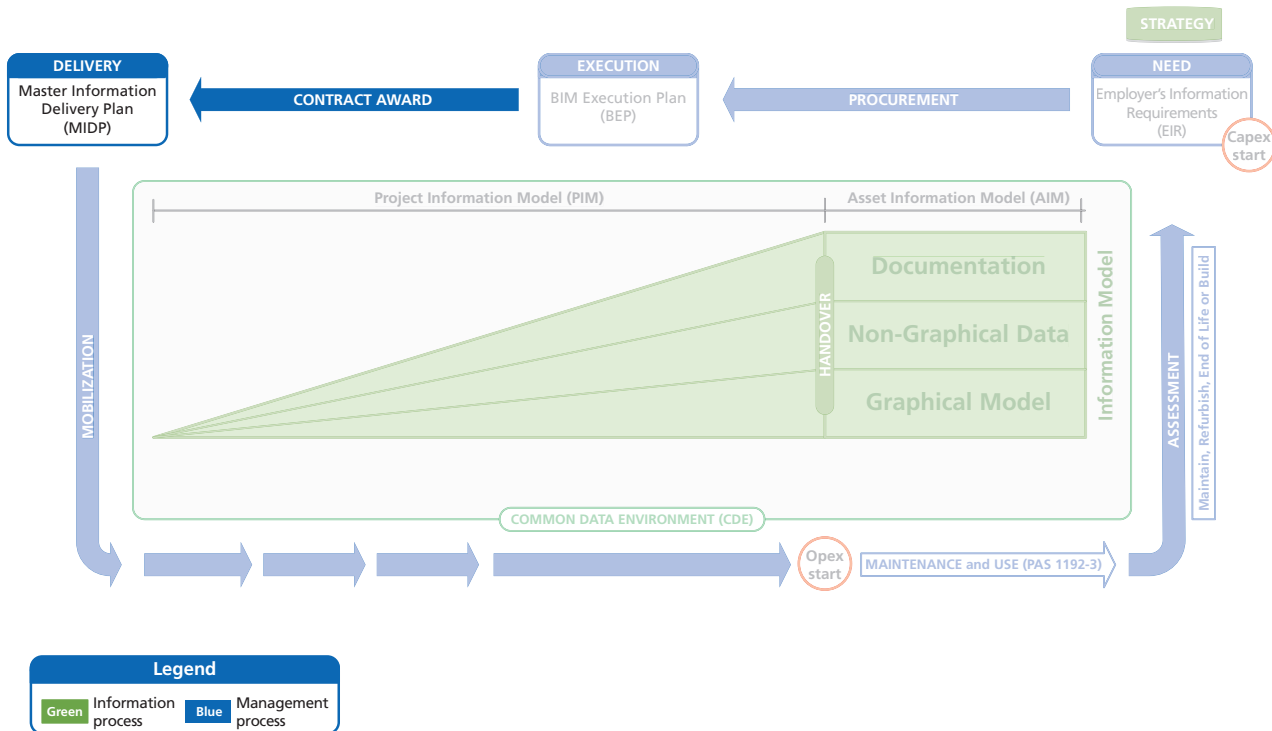 STRATEGY
DELIVERY
Master Information
Delivery Plan
(MIDP)
CONTRACT AWARD
EXECUTION
BIM Execution Plan
(BEP)
PROCUREMENT
NEED
Employer's Information
Requirements
(EIR)
Capex
start
Project Information Model (PIM)
Asset Information Model (AIM)
MOBILIZATION
HANDOVER
Documentation
Non-Graphical Data
Graphical Model
Information Model
ASSESSMENT
Maintain, Refurbish, End of Life or Build
COMMON DATA ENVIRONMENT (CDE)
Opex
start
MAINTENANCE and USE (PAS 1192-3)
Legend
Green
Information
process
Blue
Management
process